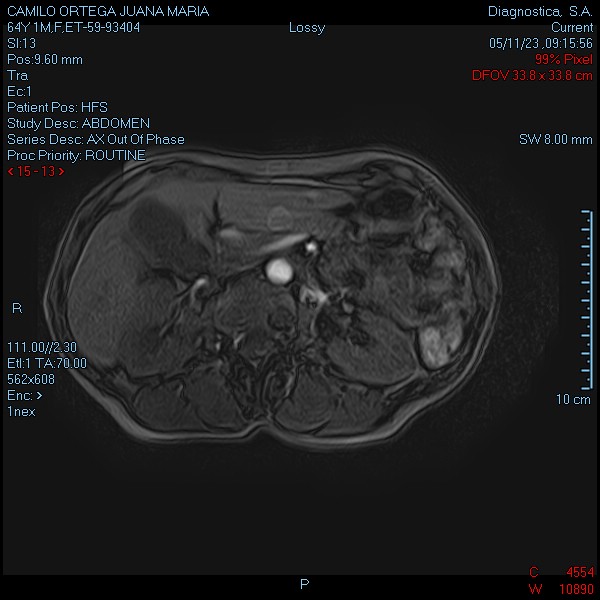 CAMILO ORTEGA JUANA MARIA
64Y 1M,F,ET-59-93404
Sl:13
Pos:9.60 mm
Tra
Ec:1
Patient Pos: HFS
Study Desc: ABDOMEN
Series Desc: AX Out Of Phase
Proc Priority: ROUTINE
< 15 - 13 >
Lossy
Diagnostica, S.A.
Current
05/11/23 ,09:15:56
99% Pixel
DFOV 33.8 x 33.8 cm
SW 8.00 mm
R
111.00//2.30
Etl:1 TA:70.00
562x608
Enc: >
1nex
10 cm
P
C 4554
W 10890